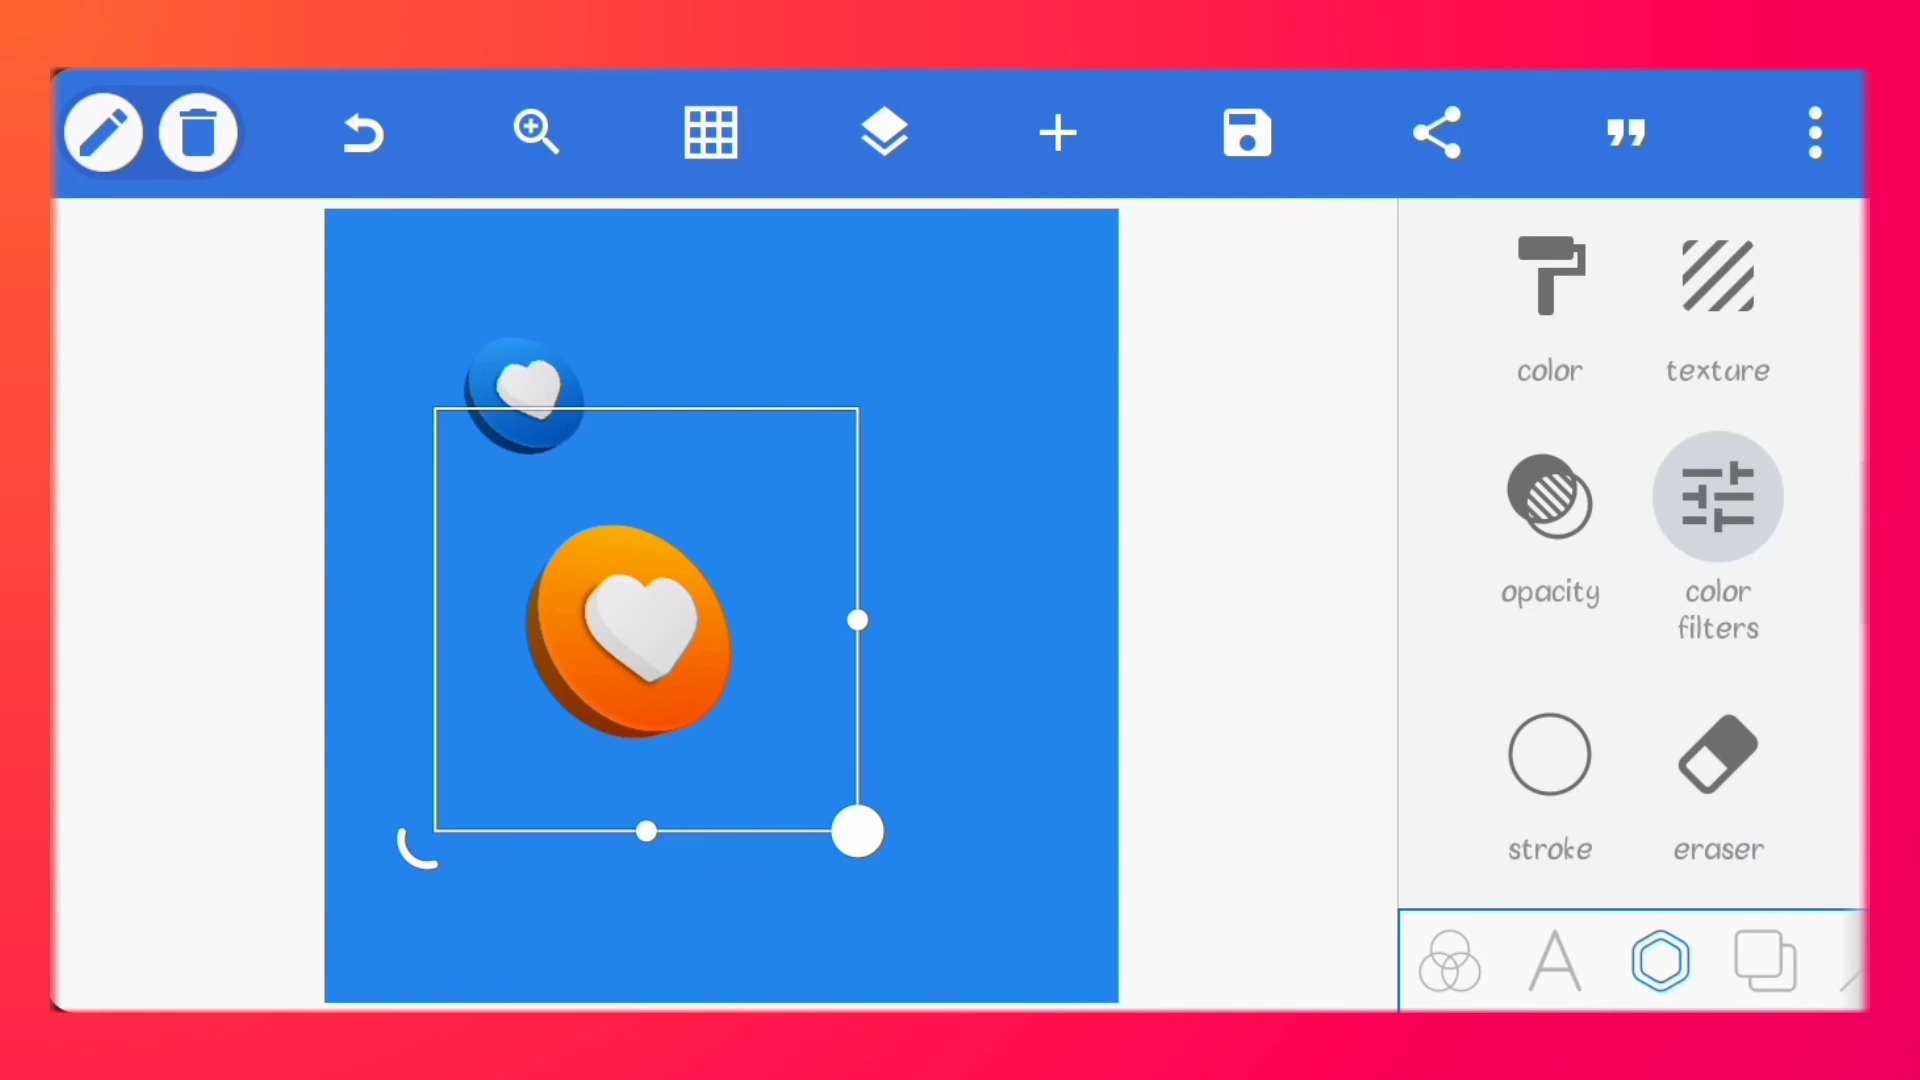 color
texture
opacity
color
filters
stroke
eraser